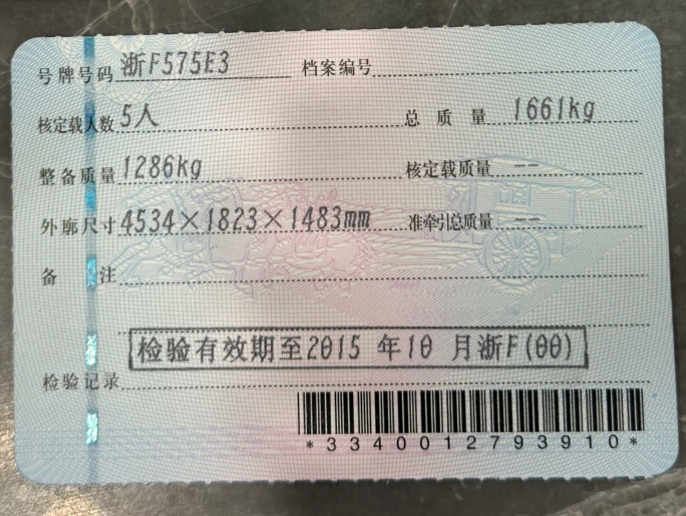 号牌号码 浙F575E3 档案编号
核定载人数 5人 总质量 1661kg
整备质量 1286kg 核定载质量 --
外廓尺寸 4534×1823×1483mm 准牵引总质量 --
备注
检验有效期至2015 年10 月浙F(00)
检验记录
*3340012793910*